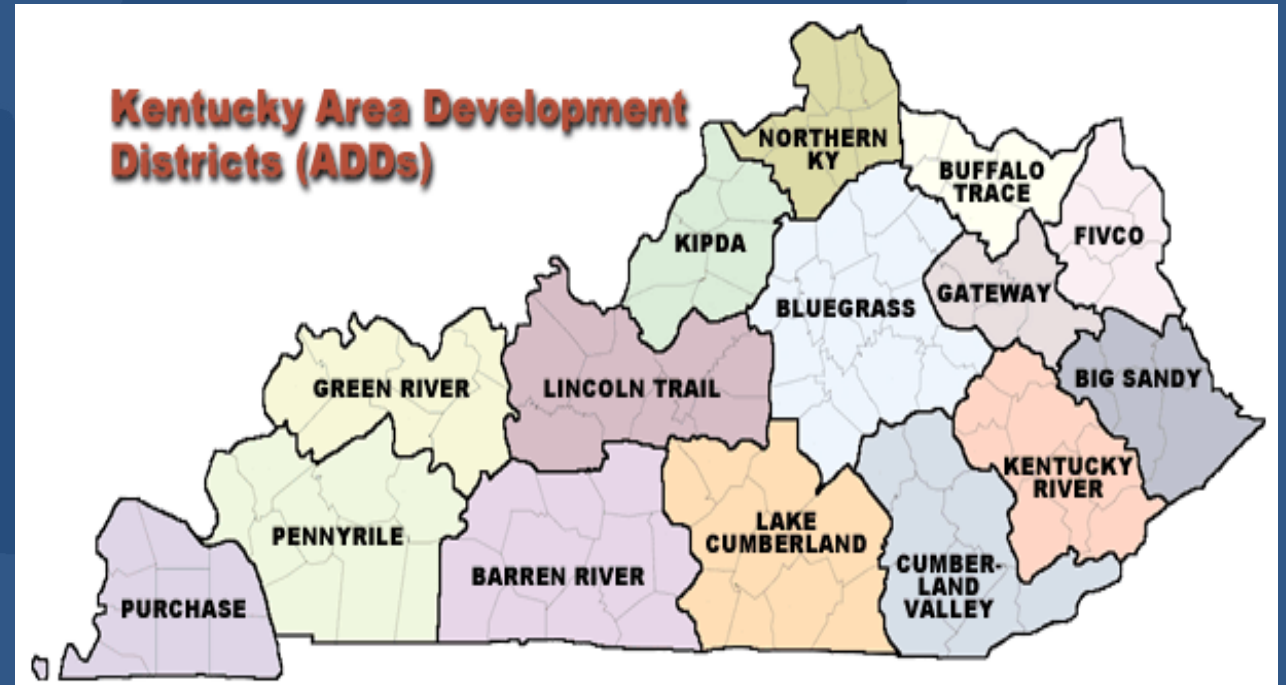 Kentucky Area Development
Districts (ADDs)
NORTHERN
KY
BUFFALO
TRACE
FIVCO
KIPDA
GATEWAY
BLUEGRASS
GREEN RIVER
LINCOLN TRAIL
BIG SANDY
KENTUCKY
RIVER
PENNYRILE
LAKE
CUMBERLAND
BARREN RIVER
CUMBER-
LAND
VALLEY
PURCHASE